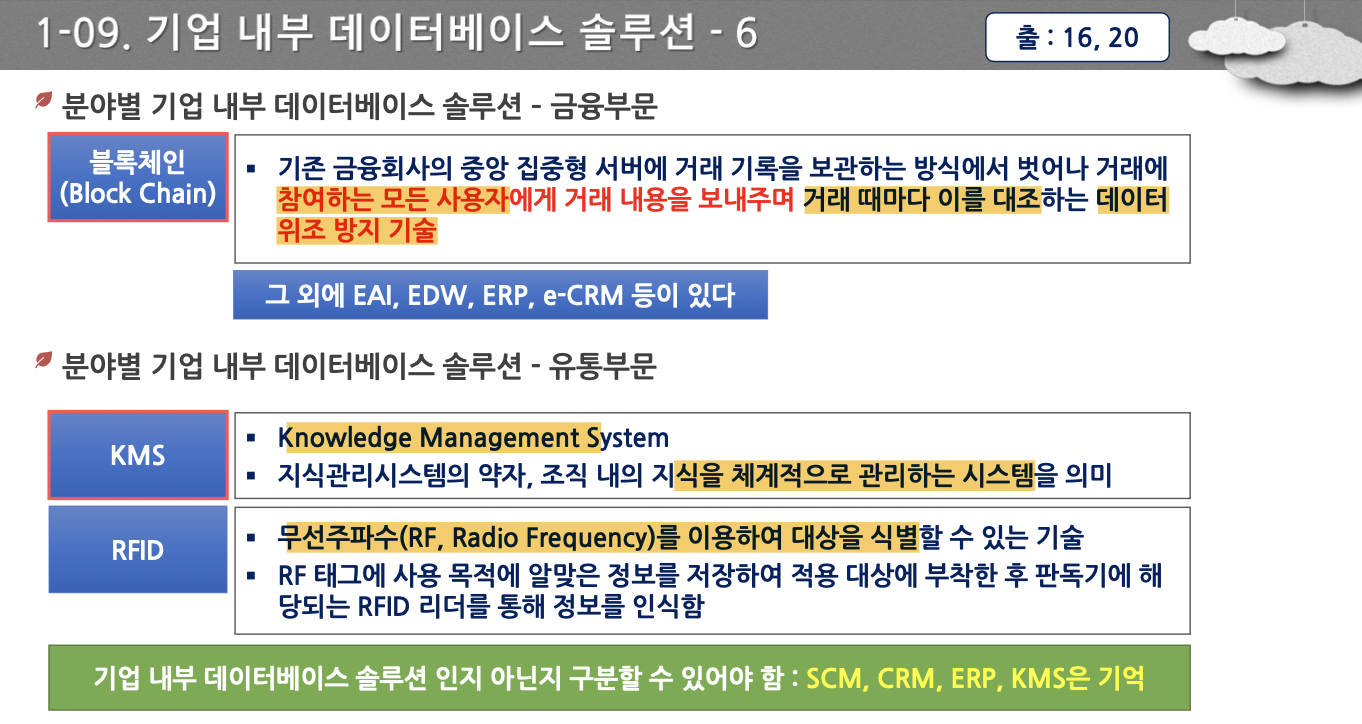 1-09. 기업 내부 데이터베이스 솔루션 - 6
출 : 16, 20
분야별 기업 내부 데이터베이스 솔루션 – 금융부문
블록체인
(Block Chain)
▪ 기존 금융회사의 중앙 집중형 서버에 거래 기록을 보관하는 방식에서 벗어나 거래에
참여하는 모든 사용자에게 거래 내용을 보내주며 거래 때마다 이를 대조하는 데이터
위조 방지 기술
그 외에 EAI, EDW, ERP, e-CRM 등이 있다
분야별 기업 내부 데이터베이스 솔루션 - 유통부문
KMS
▪ Knowledge Management System
▪ 지식관리시스템의 약자, 조직 내의 지식을 체계적으로 관리하는 시스템을 의미
RFID
▪ 무선주파수(RF, Radio Frequency)를 이용하여 대상을 식별할 수 있는 기술
▪ RF 태그에 사용 목적에 알맞은 정보를 저장하여 적용 대상에 부착한 후 판독기에 해
당되는 RFID 리더를 통해 정보를 인식함
기업 내부 데이터베이스 솔루션 인지 아닌지 구분할 수 있어야 함 : SCM, CRM, ERP, KMS은 기억